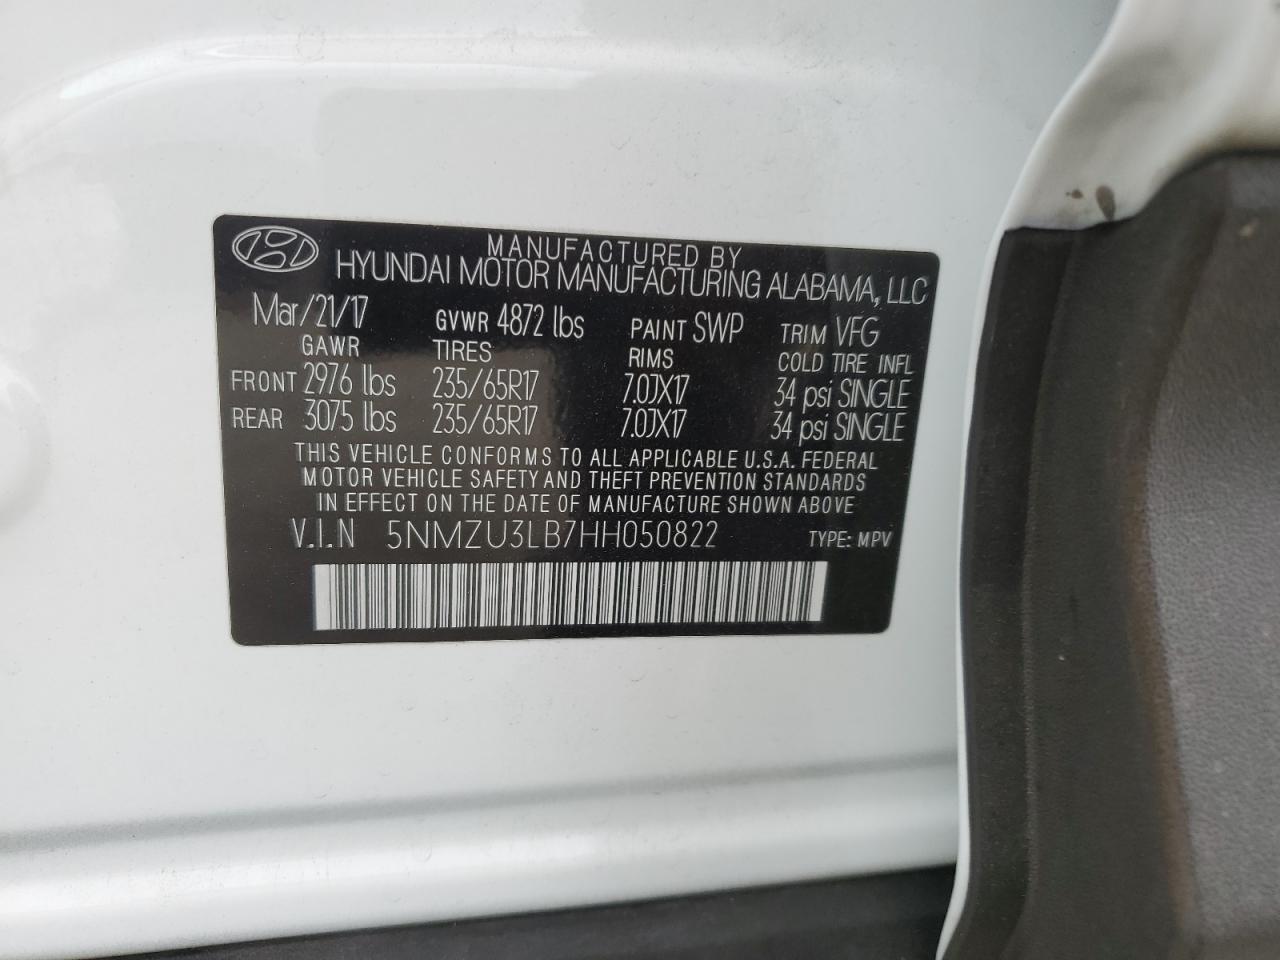 MANUFACTURED BY
HYUNDAI MOTOR MANUFACTURING ALABAMA, LLC
Mar/21/17 GVWR 4872 lbs PAINT SWP TRIM VFG
GAWR TIRES RIMS COLD TIRE INFL
FRONT 2976 lbs 235/65R17 7.0JX17 34 psi SINGLE
REAR 3075 lbs 235/65R17 7.0JX17 34 psi SINGLE
THIS VEHICLE CONFORMS TO ALL APPLICABLE U.S.A. FEDERAL
MOTOR VEHICLE SAFETY AND THEFT PREVENTION STANDARDS
IN EFFECT ON THE DATE OF MANUFACTURE SHOWN ABOVE
V.I.N 5NMZU3LB7HH050822 TYPE: MPV